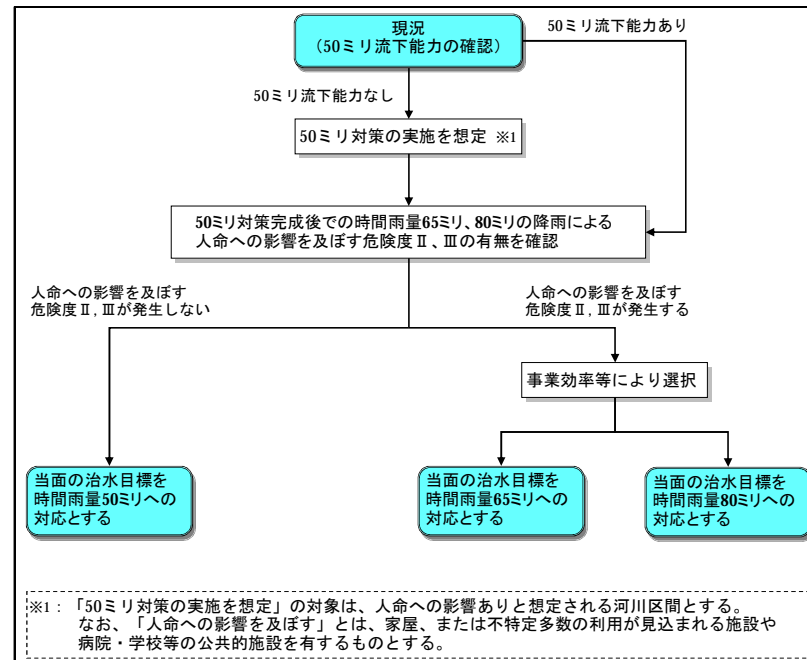 現況
(50ミリ流下能力の確認)
50ミリ流下能力あり
50ミリ流下能力なし
50ミリ対策の実施を想定 ※1
50ミリ対策完成後での時間雨量65ミリ、80ミリの降雨による
人命への影響を及ぼす危険度Ⅱ、Ⅲの有無を確認
人命への影響を及ぼす
危険度Ⅱ,Ⅲが発生しない
人命への影響を及ぼす
危険度Ⅱ,Ⅲが発生する
事業効率等により選択
当面の治水目標を
時間雨量50ミリへの
対応とする
当面の治水目標を
時間雨量65ミリへの
対応とする
当面の治水目標を
時間雨量80ミリへの
対応とする
※1：「50ミリ対策の実施を想定」の対象は、人命への影響ありと想定される河川区間とする。
なお、「人命への影響を及ぼす」とは、家屋、または不特定多数の利用が見込まれる施設や
病院・学校等の公共的施設を有するものとする。